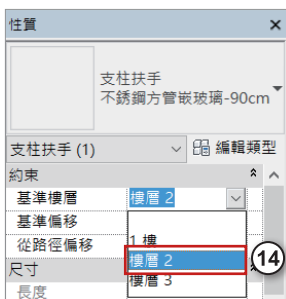 性質
支柱扶手
不銹鋼方管嵌玻璃-90cm
支柱扶手 (1)
編輯類型
約束
基準樓層
樓層 2
基準偏移
從路徑偏移
1 樓
樓層 2
14
尺寸
樓層 3
長度